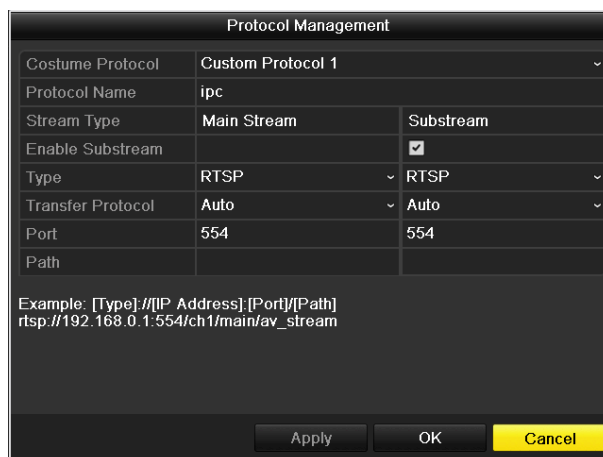 Protocol Management
Costume Protocol Custom Protocol 1
Protocol Name ipc
Stream Type Main Stream Substream
Enable Substream
Type RTSP RTSP
Transfer Protocol Auto Auto
Port 554 554
Path
Example: [Type]://[IP Address]:[Port]/[Path]
rtsp://192.168.0.1:554/ch1/main/av_stream
Apply OK Cancel